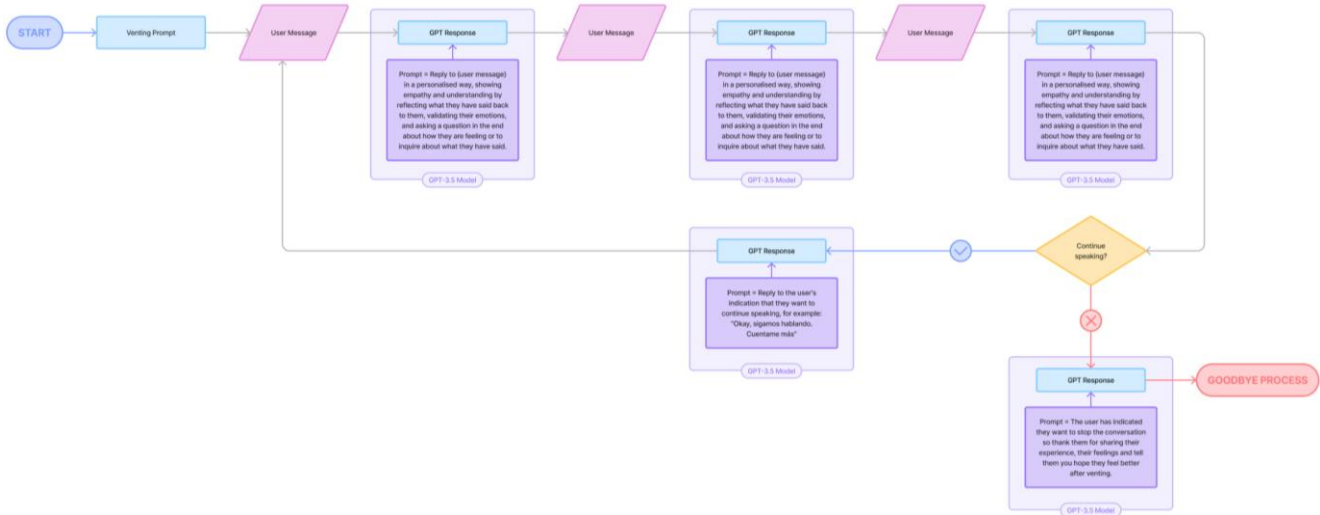 START
Venting Prompt
User Message
GPT Response
User Message
GPT Response
User Message
GPT Response
Prompt = Reply to (user message)
in a personalised way, showing
empathy and understanding by
reflecting what they have said back
to them, validating their emotions,
and asking a question in the end
about how they are feeling or to
inquire about what they have said.
GPT-3.5 Model
Prompt = Reply to (user message)
in a personalised way, showing
empathy and understanding by
reflecting what they have said back
to them, validating their emotions,
and asking a question in the end
about how they are feeling or to
inquire about what they have said.
GPT-3.5 Model
Prompt = Reply to (user message)
in a personalised way, showing
empathy and understanding by
reflecting what they have said back
to them, validating their emotions,
and asking a question in the end
about how they are feeling or to
inquire about what they have said.
GPT-3.5 Model
Continue
speaking?
GPT Response
Prompt = Reply to the user's
indication that they want to
continue speaking, for example:
"Okay, sigamos hablando.
Cuentame más"
GPT-3.5 Model
GPT Response
GOODBYE PROCESS
Prompt = The user has indicated
they want to stop the conversation
so thank them for sharing their
experience, their feelings and tell
them you hope they feel better
after venting.
GPT-3.5 Model